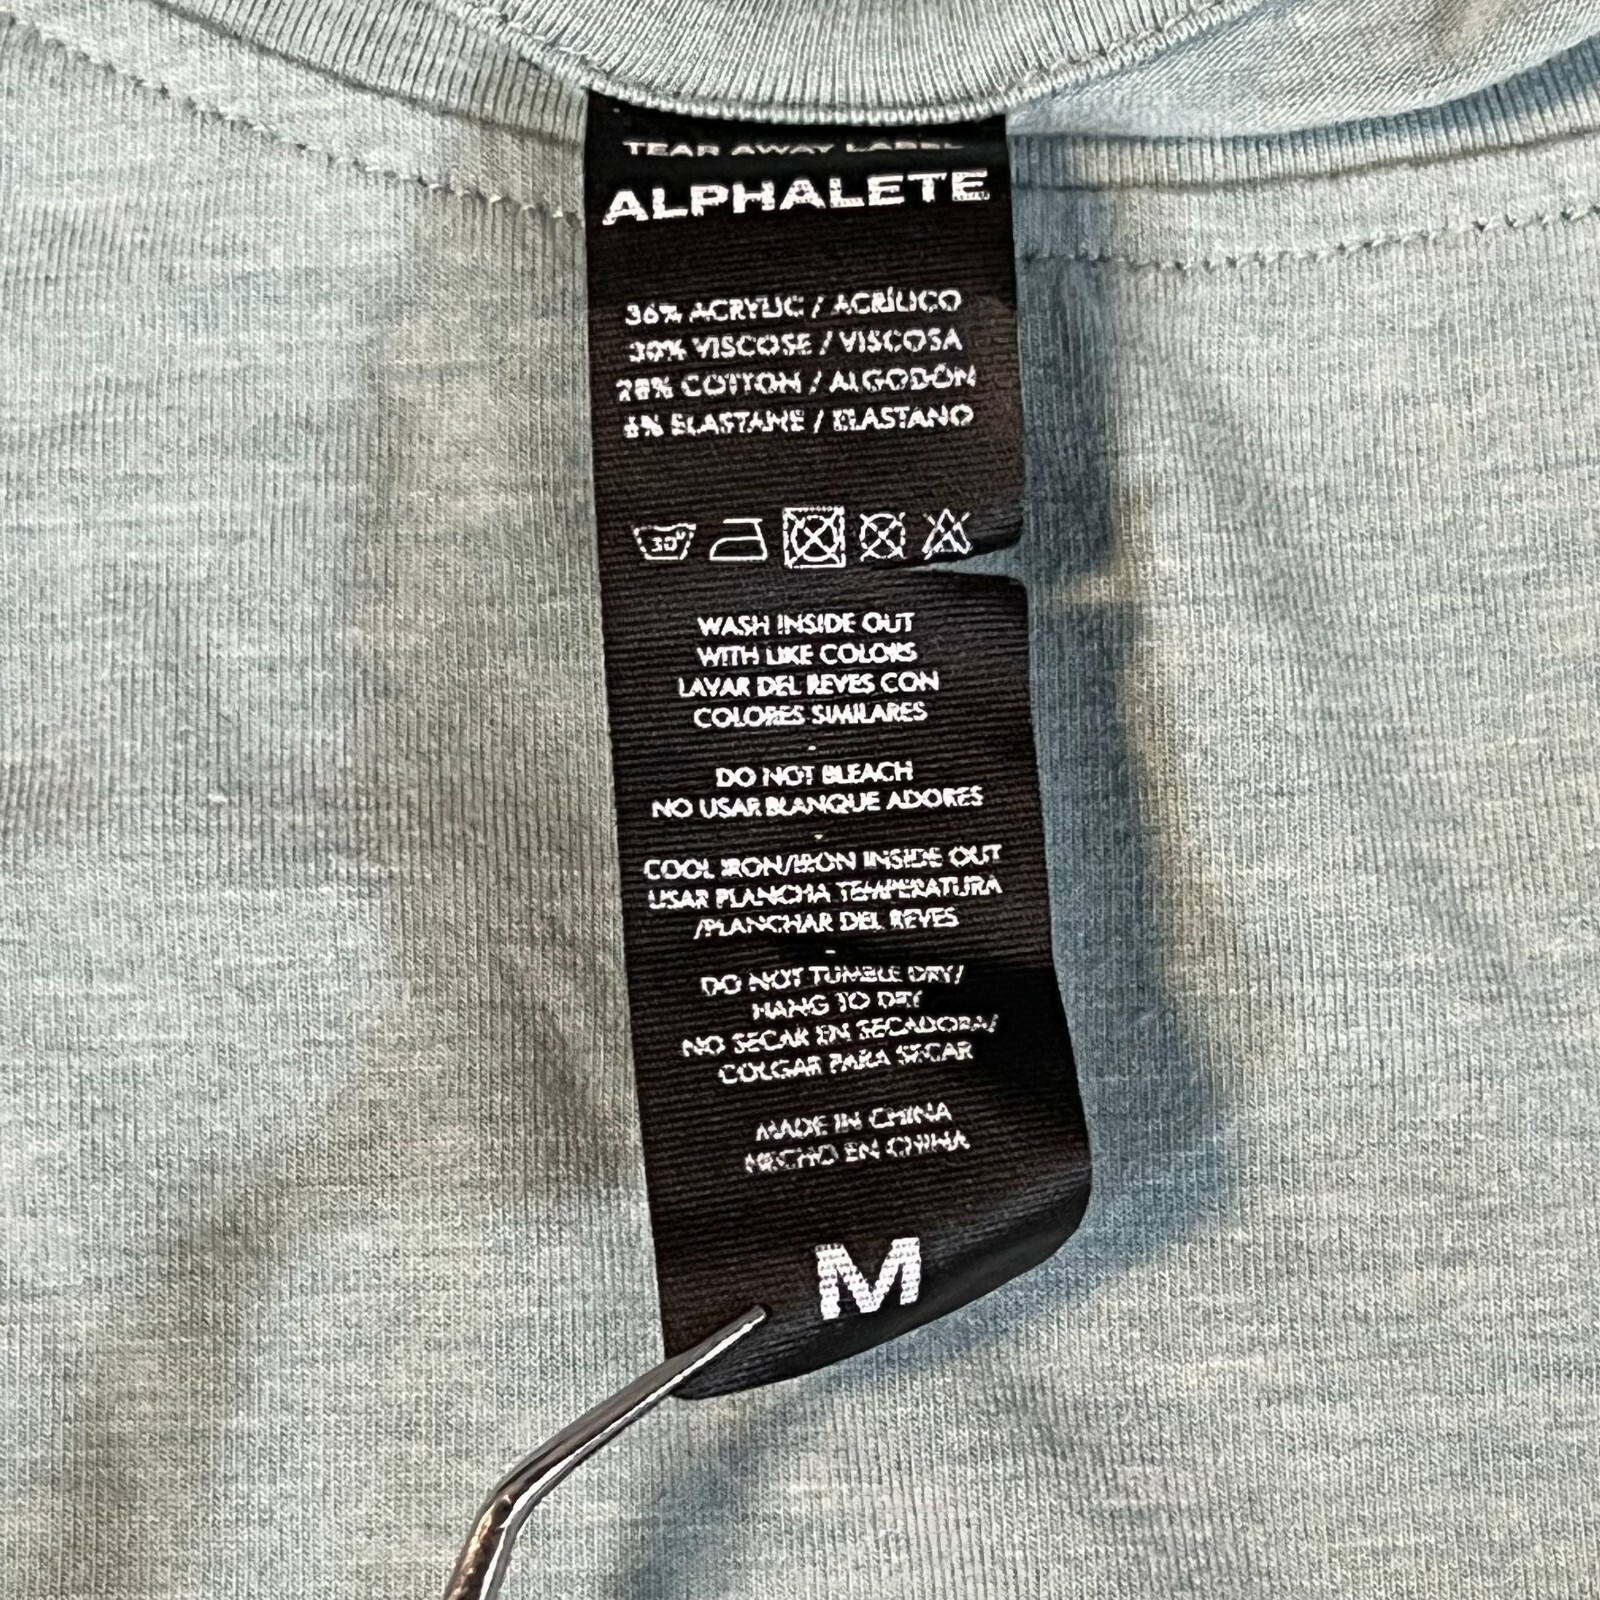 TEAR AWAY LABEL
ALPHALETE
36% ACRYLIC / ACRÍLICO
30% VISCOSE / VISCOSA
28% COTTON / ALGODÓN
6% ELASTANE / ELASTANO
30°
WASH INSIDE OUT
WITH LIKE COLORS
LAVAR DEL REVES CON
COLORES SIMILARES
-
DO NOT BLEACH
NO USAR BLANQUE ADORES
-
COOL IRON/IRON INSIDE OUT
USAR PLANCHA TEMPERATURA
/PLANCHAR DEL REVES
-
DO NOT TUMBLE DRY/
HANG TO DRY
NO SECAR EN SECADORA/
COLGAR PARA SECAR
MADE IN CHINA
HECHO EN CHINA
M